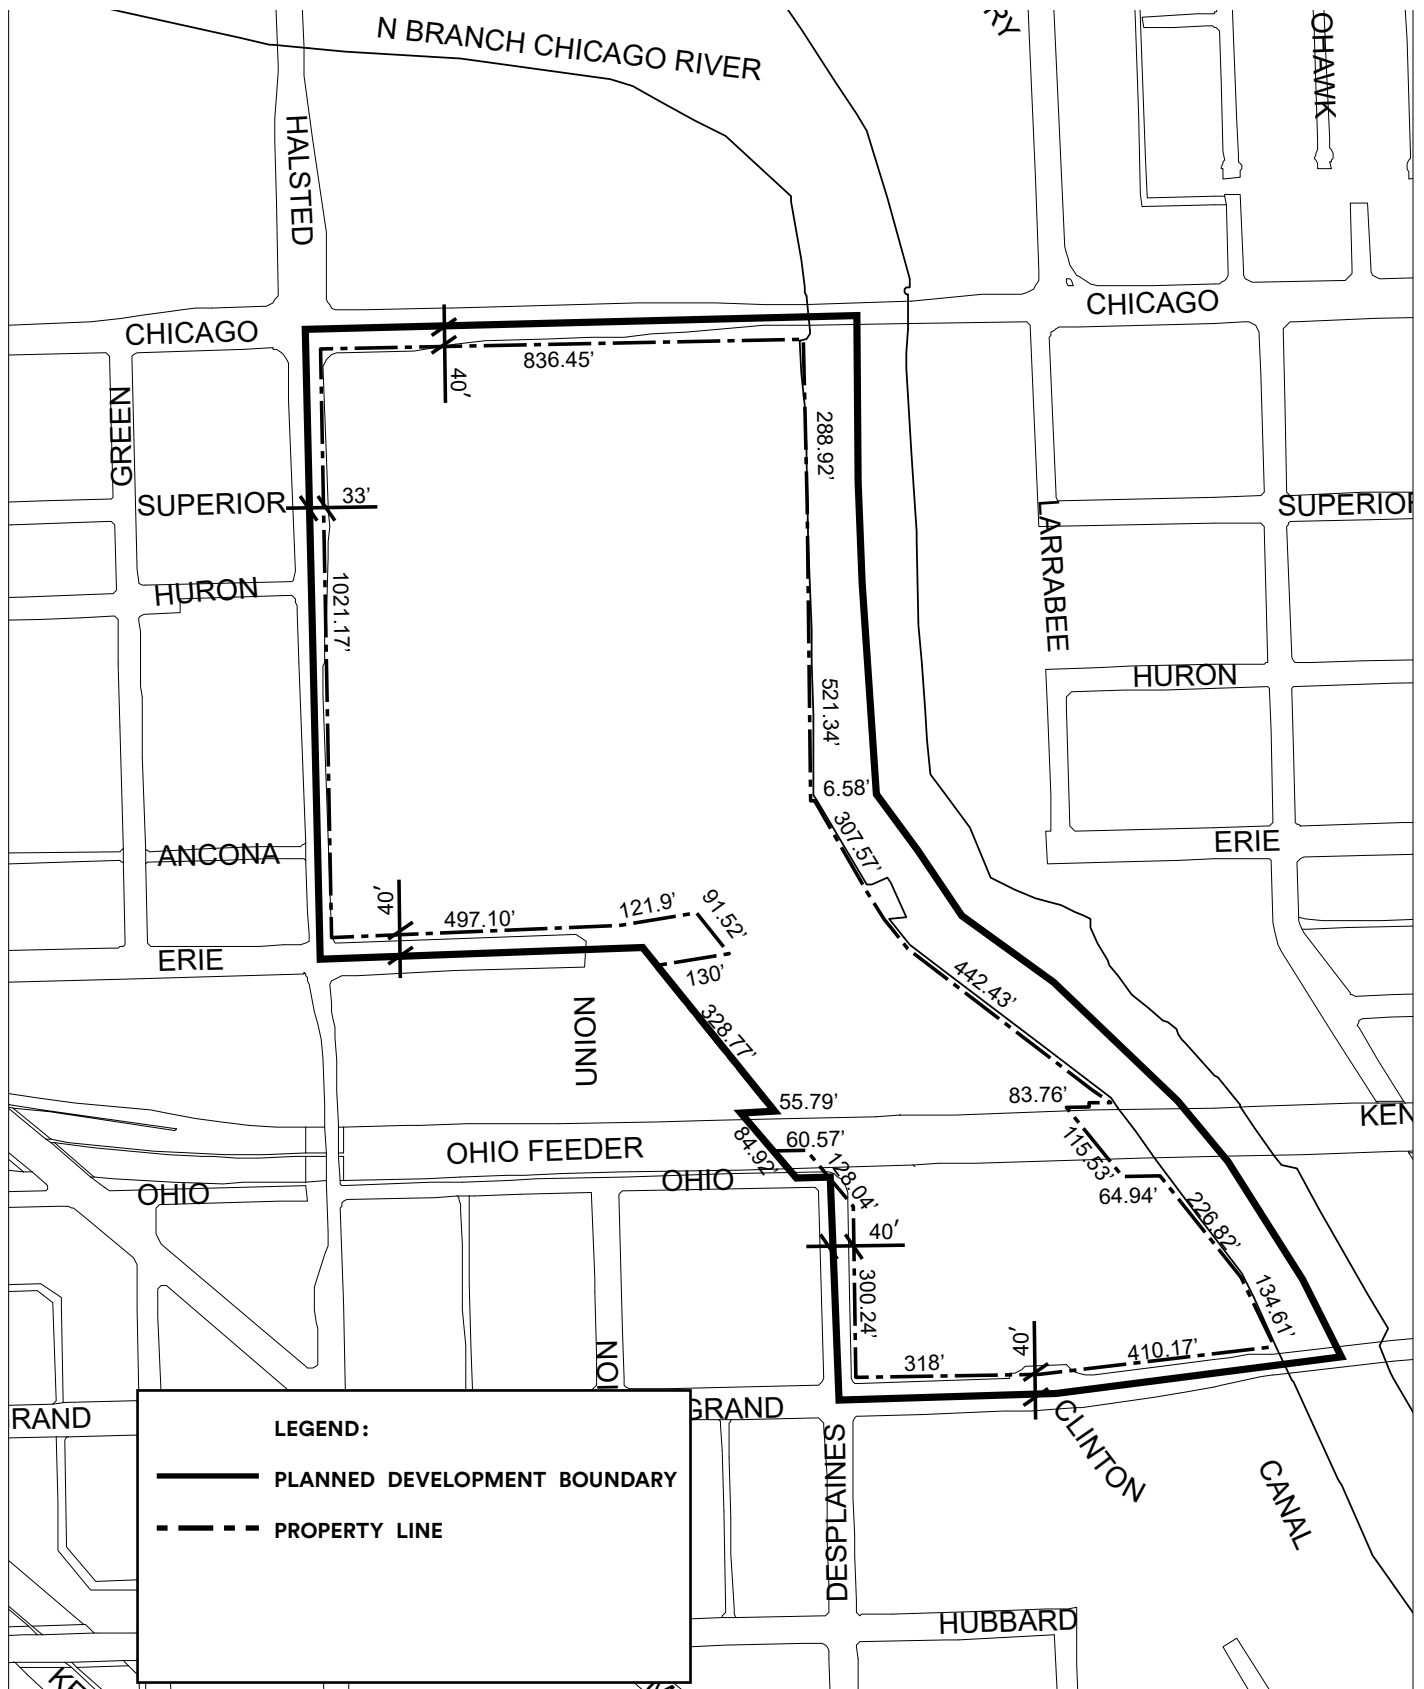 N BRANCH CHICAGO RIVER
RY
OHAWK
HALSTED
CHICAGO
CHICAGO
836.45'
40'
GREEN
288.92'
SUPERIOR
33'
SUPERIOR
LARRABEE
HURON
1021.17'
HURON
521.34'
6.58'
307.57'
ERIE
ANCONA
40'
497.10'
121.9'
91.52'
ERIE
130'
442.43'
UNION
328.77'
55.79'
83.76'
KEN
OHIO FEEDER
84.92'
60.57'
115.53'
OHIO
OHIO
128.04'
64.94'
226.82'
40'
300.24'
134.61'
ION
318'
40'
410.17'
RAND
GRAND
CLINTON
DESPLAINES
CANAL
LEGEND:
PLANNED DEVELOPMENT BOUNDARY
PROPERTY LINE
HUBBARD